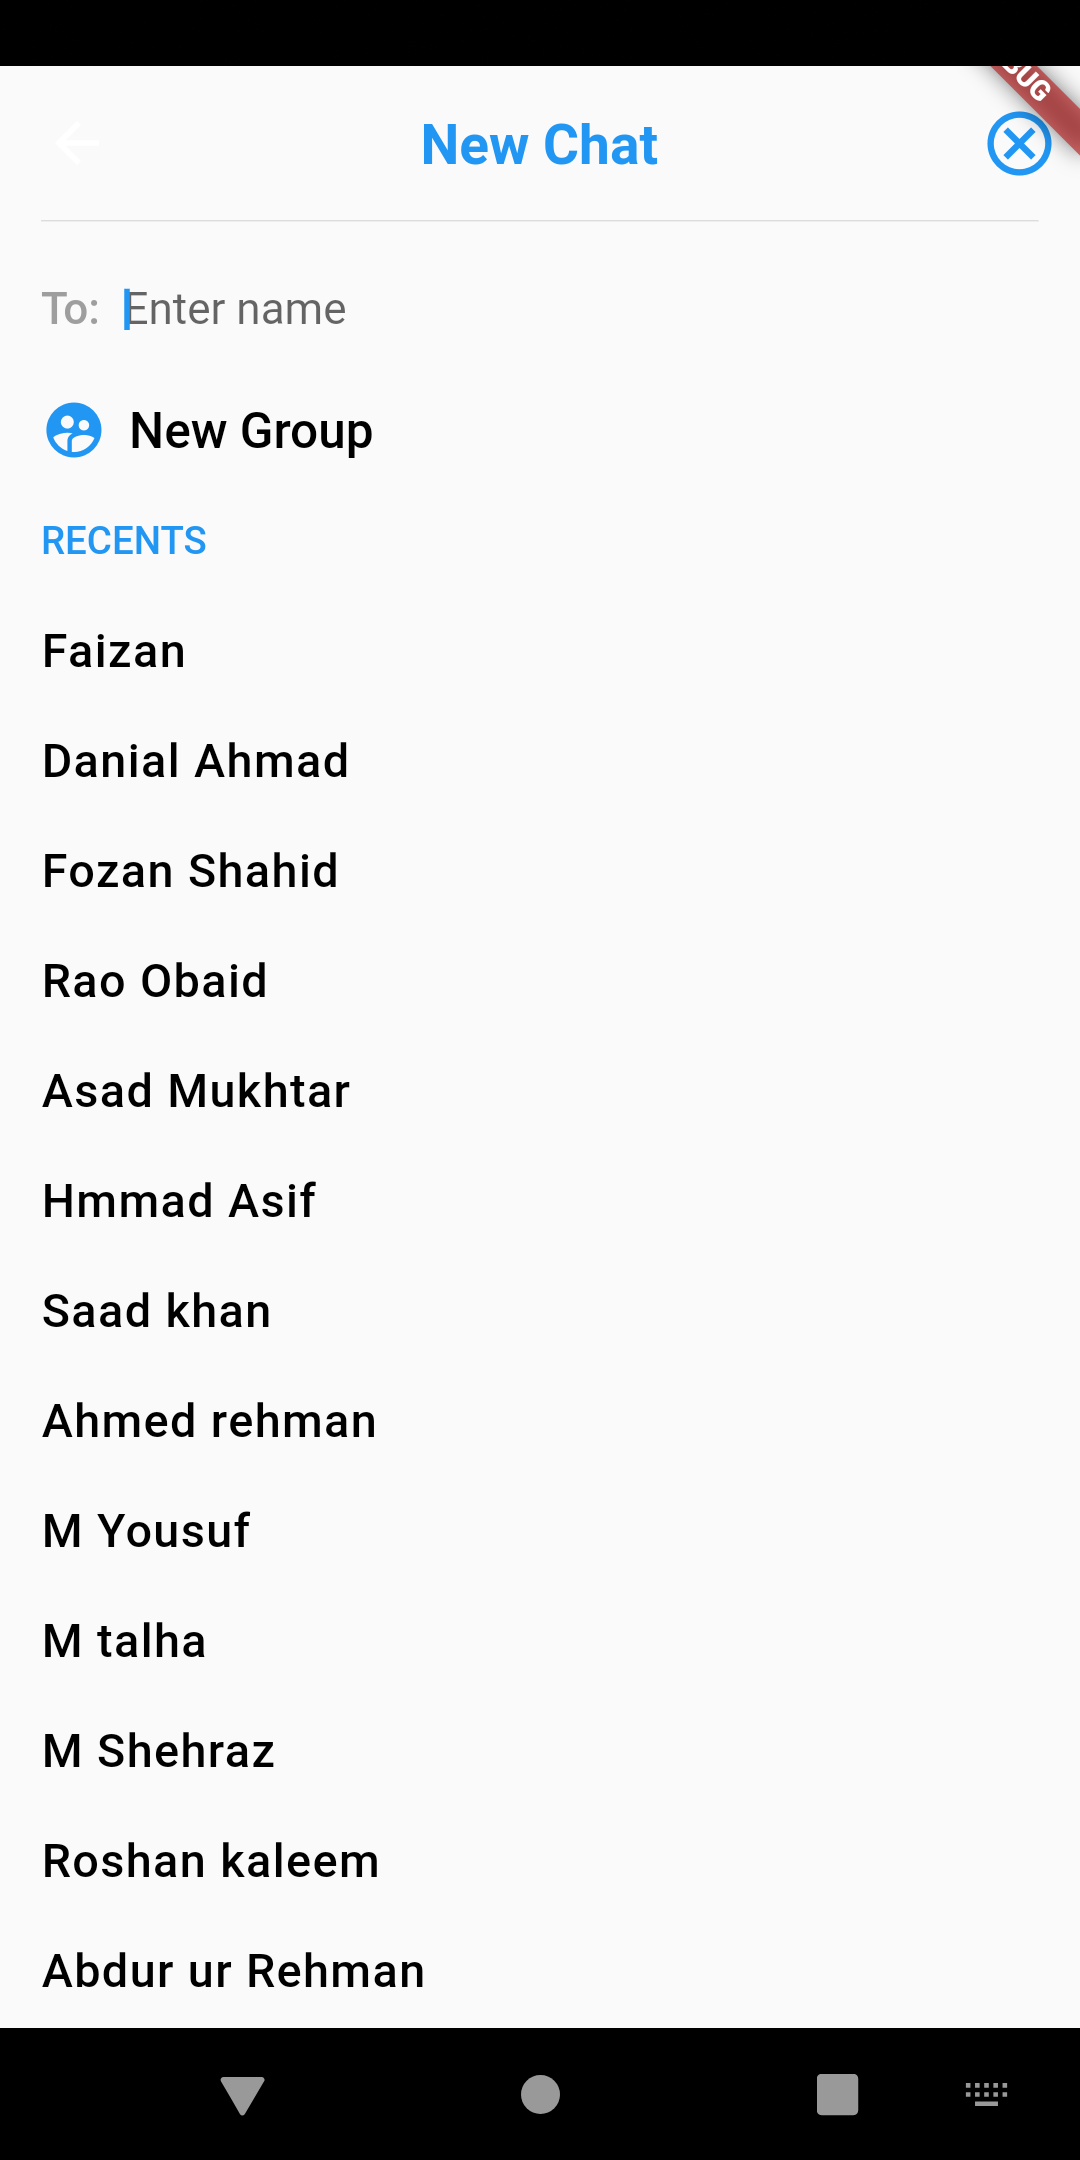 New Chat
To: Enter name
New Group
RECENTS
Faizan
Danial Ahmad
Fozan Shahid
Rao Obaid
Asad Mukhtar
Hmmad Asif
Saad khan
Ahmed rehman
M Yousuf
M talha
M Shehraz
Roshan kaleem
Abdur ur Rehman